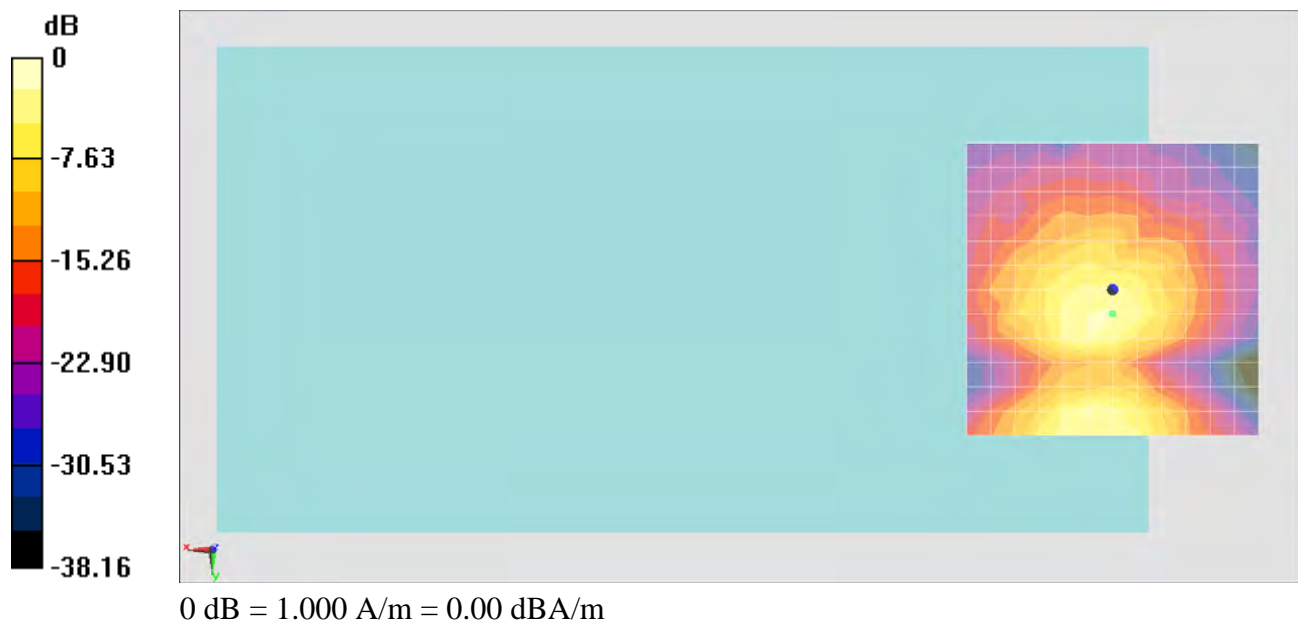 dB
0
-7.63
-15.26
-22.90
-30.53
-38.16
x
y
0 dB = 1.000 A/m = 0.00 dBA/m